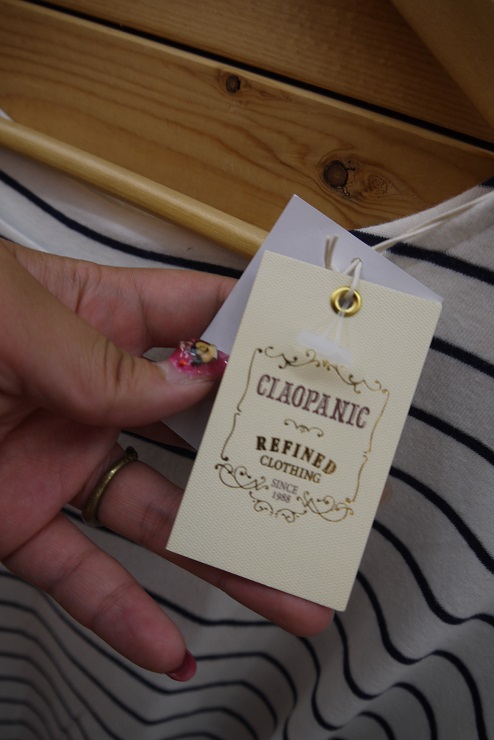 CIAOPANIC
REFINED
CLOTHING
SINCE
1988